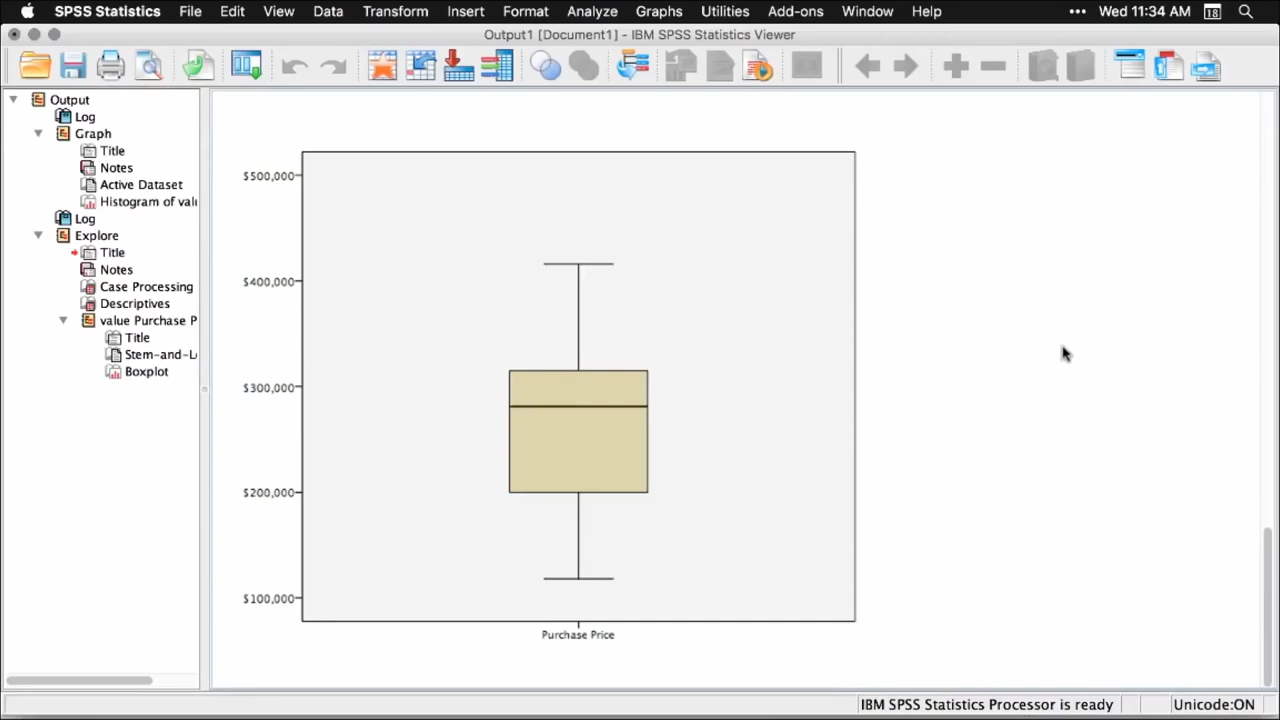 SPSS Statistics File Edit View Data Transform Insert Format Analyze Graphs Utilities Add-ons Window Help ••• Wed 11:34 AM 18
Output1 [Document1] - IBM SPSS Statistics Viewer
Output
Log
Graph
Title
Notes
Active Dataset
Histogram of valu
Log
Explore
Title
Notes
Case Processing
Descriptives
value Purchase P
Title
Stem-and-Le
Boxplot
$500,000
$400,000
$300,000
$200,000
$100,000
Purchase Price
IBM SPSS Statistics Processor is ready Unicode:ON